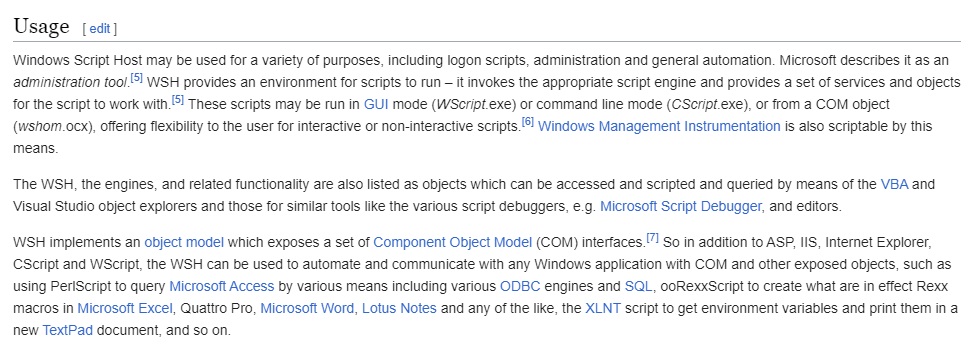 Usage [ edit ]
Windows Script Host may be used for a variety of purposes, including logon scripts, administration and general automation. Microsoft describes it as an
administration tool.[5] WSH provides an environment for scripts to run – it invokes the appropriate script engine and provides a set of services and objects
for the script to work with.[5] These scripts may be run in GUI mode (WScript.exe) or command line mode (CScript.exe), or from a COM object
(wshom.ocx), offering flexibility to the user for interactive or non-interactive scripts.[6] Windows Management Instrumentation is also scriptable by this
means.
The WSH, the engines, and related functionality are also listed as objects which can be accessed and scripted and queried by means of the VBA and
Visual Studio object explorers and those for similar tools like the various script debuggers, e.g. Microsoft Script Debugger, and editors.
WSH implements an object model which exposes a set of Component Object Model (COM) interfaces.[7] So in addition to ASP, IIS, Internet Explorer,
CScript and WScript, the WSH can be used to automate and communicate with any Windows application with COM and other exposed objects, such as
using PerlScript to query Microsoft Access by various means including various ODBC engines and SQL, ooRexxScript to create what are in effect Rexx
macros in Microsoft Excel, Quattro Pro, Microsoft Word, Lotus Notes and any of the like, the XLNT script to get environment variables and print them in a
new TextPad document, and so on.